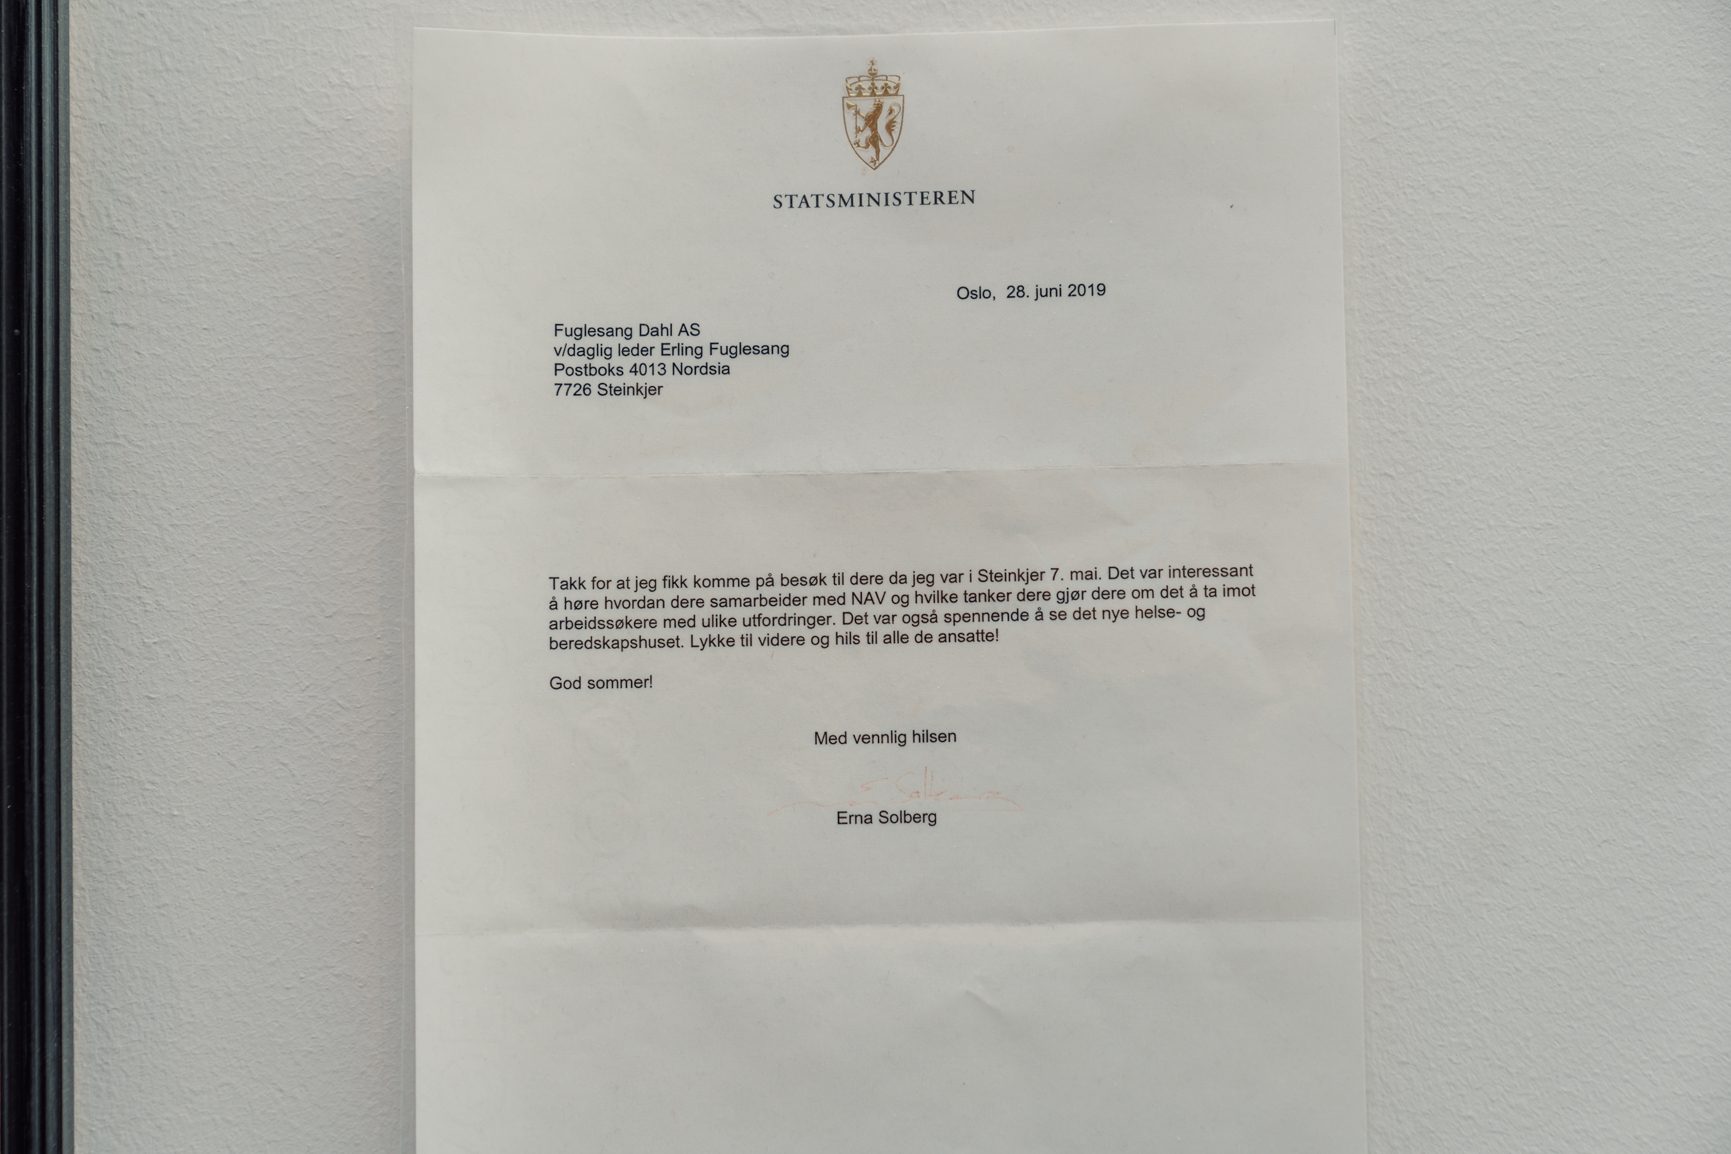 STATSMINISTEREN
Oslo, 28. juni 2019
Fuglesang Dahl AS
v/daglig leder Erling Fuglesang
Postboks 4013 Nordsia
7726 Steinkjer
Takk for at jeg fikk komme på besøk til dere da jeg var i Steinkjer 7. mai. Det var interessant
å høre hvordan dere samarbeider med NAV og hvilke tanker dere gjør dere om det å ta imot
arbeidssøkere med ulike utfordringer. Det var også spennende å se det nye helse- og
beredskapshuset. Lykke til videre og hils til alle de ansatte!
God sommer!
Med vennlig hilsen
E Solberg
Erna Solberg